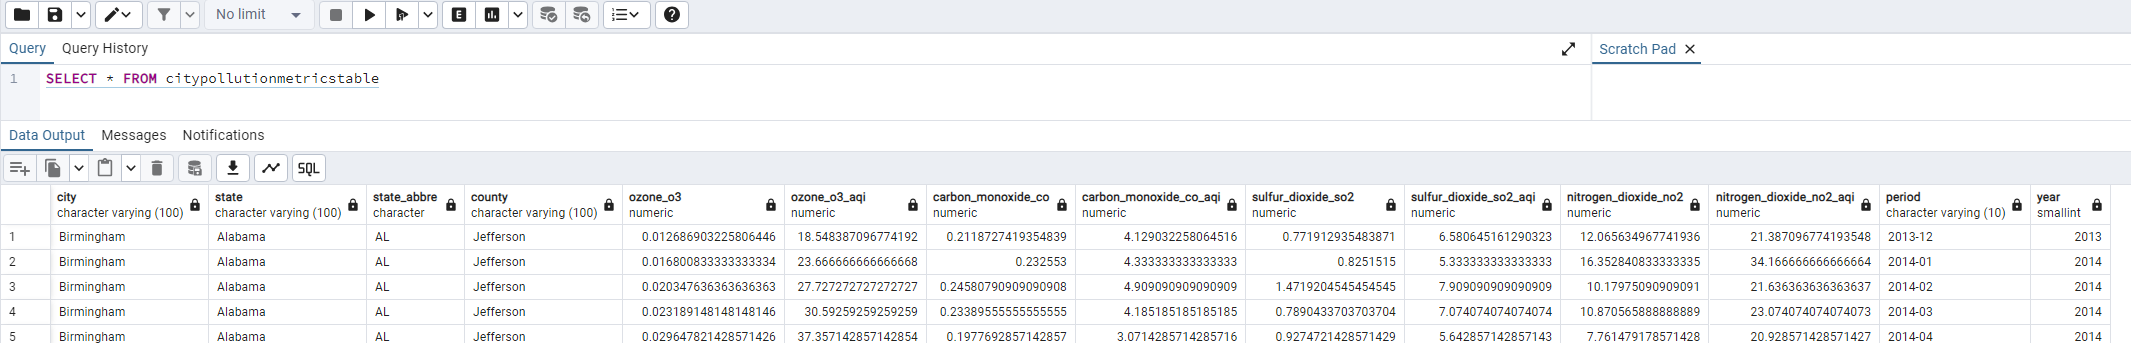 No limit
Query Query History Scratch Pad
1 SELECT * FROM citypollutionmetricstable
Data Output Messages Notifications
SQL
city state state_abbre county ozone_o3 ozone_o3_aqi carbon_monoxide_co carbon_monoxide_co_aqi sulfur_dioxide_so2 sulfur_dioxide_so2_aqi nitrogen_dioxide_no2 nitrogen_dioxide_no2_aqi period year
character varying (100) character varying (100) character character varying (100) numeric numeric numeric numeric numeric numeric numeric numeric character varying (10) smallint
1 Birmingham Alabama AL Jefferson 0.012686903225806446 18.548387096774192 0.2118727419354839 4.129032258064516 0.771912935483871 6.580645161290323 12.065634967741936 21.387096774193548 2013-12 2013
2 Birmingham Alabama AL Jefferson 0.016800833333333334 23.666666666666668 0.232553 4.333333333333333 0.8251515 5.333333333333333 16.352840833333335 34.166666666666664 2014-01 2014
3 Birmingham Alabama AL Jefferson 0.020347636363636363 27.727272727272727 0.24580790909090908 4.909090909090909 1.4719204545454545 7.909090909090909 10.17975090909091 21.636363636363637 2014-02 2014
4 Birmingham Alabama AL Jefferson 0.023189148148148146 30.59259259259259 0.23389555555555555 4.185185185185185 0.7890433703703704 7.074074074074074 10.870565888888889 23.074074074074073 2014-03 2014
5 Birmingham Alabama AL Jefferson 0.029647821428571426 37.357142857142854 0.1977692857142857 3.0714285714285716 0.9274721428571429 5.642857142857143 7.761479178571428 20.928571428571427 2014-04 2014